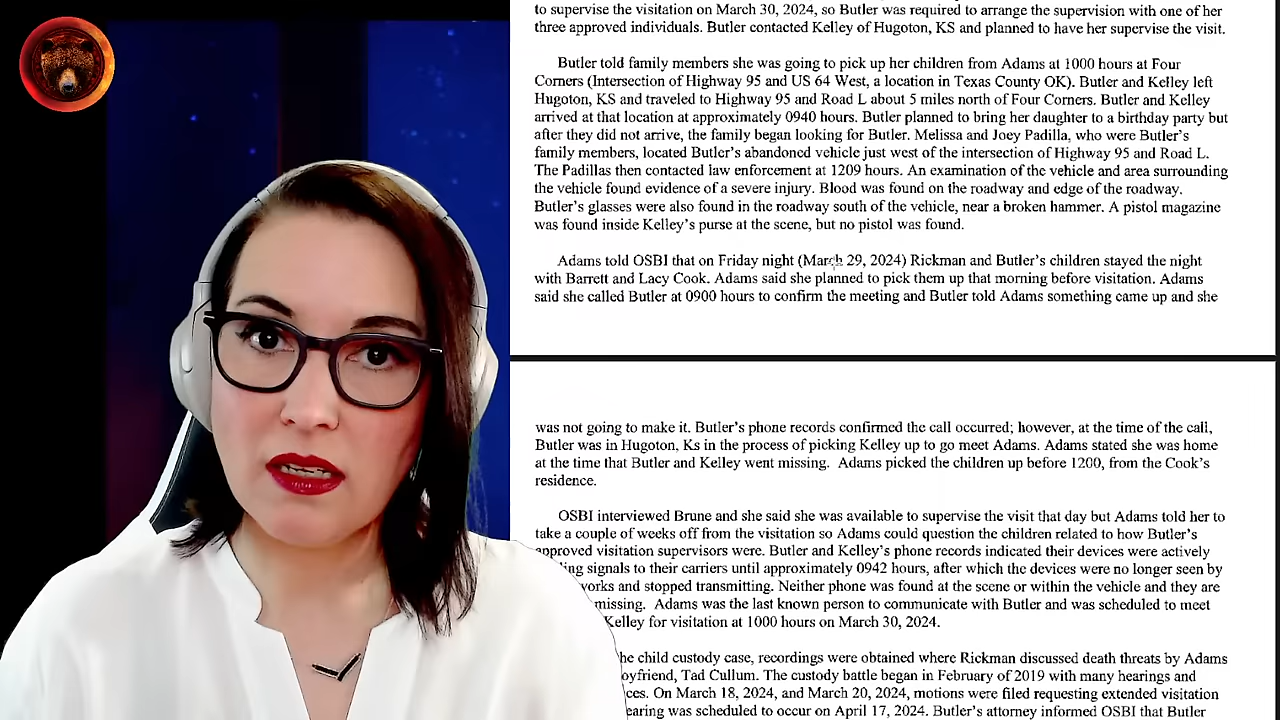 to supervise the visitation on March 30, 2024, so Butler was required to arrange the supervision with one of her
three approved individuals. Butler contacted Kelley of Hugoton, KS and planned to have her supervise the visit.
Butler told family members she was going to pick up her children from Adams at 1000 hours at Four
Corners (Intersection of Highway 95 and US 64 West, a location in Texas County OK). Butler and Kelley left
Hugoton, KS and traveled to Highway 95 and Road L about 5 miles north of Four Corners. Butler and Kelley
arrived at that location at approximately 0940 hours. Butler planned to bring her daughter to a birthday party but
after they did not arrive, the family began looking for Butler. Melissa and Joey Padilla, who were Butler's
family members, located Butler's abandoned vehicle just west of the intersection of Highway 95 and Road L.
The Padillas then contacted law enforcement at 1209 hours. An examination of the vehicle and area surrounding
the vehicle found evidence of a severe injury. Blood was found on the roadway and edge of the roadway.
Butler's glasses were also found in the roadway south of the vehicle, near a broken hammer. A pistol magazine
was found inside Kelley's purse at the scene, but no pistol was found.
Adams told OSBI that on Friday night (March 29, 2024) Rickman and Butler's children stayed the night
with Barrett and Lacy Cook. Adams said she planned to pick them up that morning before visitation. Adams
said she called Butler at 0900 hours to confirm the meeting and Butler told Adams something came up and she
was not going to make it. Butler's phone records confirmed the call occurred; however, at the time of the call,
Butler was in Hugoton, Ks in the process of picking Kelley up to go meet Adams. Adams stated she was home
at the time that Butler and Kelley went missing. Adams picked the children up before 1200, from the Cook's
residence.
OSBI interviewed Brune and she said she was available to supervise the visit that day but Adams told her to
take a couple of weeks off from the visitation so Adams could question the children related to how Butler's
approved visitation supervisors were. Butler and Kelley's phone records indicated their devices were actively
ing signals to their carriers until approximately 0942 hours, after which the devices were no longer seen by
works and stopped transmitting. Neither phone was found at the scene or within the vehicle and they are
missing. Adams was the last known person to communicate with Butler and was scheduled to meet
Kelley for visitation at 1000 hours on March 30, 2024.
he child custody case, recordings were obtained where Rickman discussed death threats by Adams
oyfriend, Tad Cullum. The custody battle began in February of 2019 with many hearings and
ces. On March 18, 2024, and March 20, 2024, motions were filed requesting extended visitation
earing was scheduled to occur on April 17, 2024. Butler's attorney informed OSBI that Butler